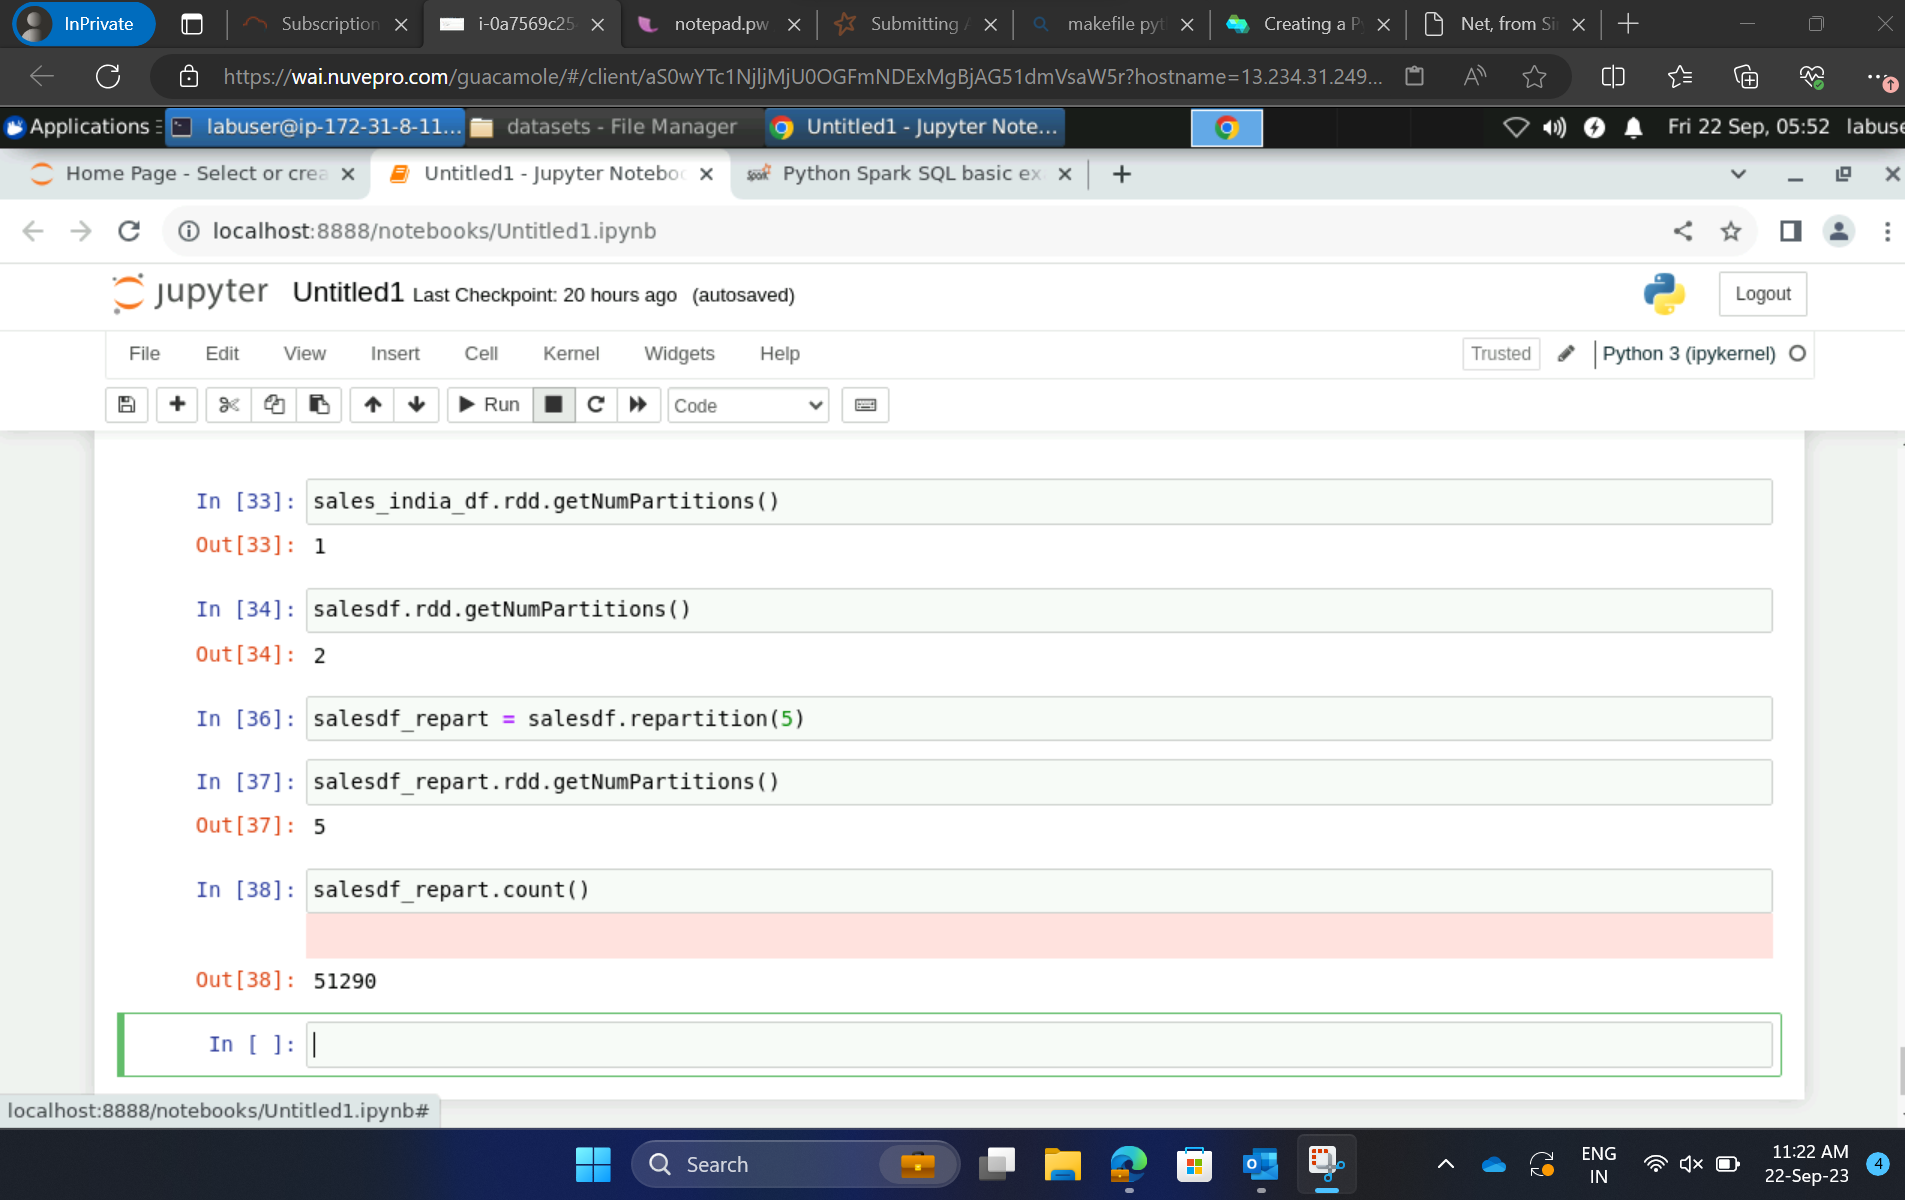 InPrivate
Subscription
i-0a7569c25
notepad.pw
Submitting A
makefile pyt
Creating a P
Net, from Si
https://wai.nuvepro.com/guacamole/#/client/aS0wYTc1NjljMjU0OGFmNDExMgBjAG51dmVsaW5r?hostname=13.234.31.249...
Applications
labuser@ip-172-31-8-11...
datasets - File Manager
Untitled1 - Jupyter Note...
Fri 22 Sep, 05:52
labuse
Home Page - Select or crea
Untitled1 - Jupyter Noteboo
Python Spark SQL basic ex
localhost:8888/notebooks/Untitled1.ipynb
jupyter Untitled1 Last Checkpoint: 20 hours ago (autosaved)
Logout
File Edit View Insert Cell Kernel Widgets Help
Trusted
Python 3 (ipykernel)
Run
Code
In [33]: sales_india_df.rdd.getNumPartitions()
Out[33]: 1
In [34]: salesdf.rdd.getNumPartitions()
Out[34]: 2
In [36]: salesdf_repart = salesdf.repartition(5)
In [37]: salesdf_repart.rdd.getNumPartitions()
Out[37]: 5
In [38]: salesdf_repart.count()
Out[38]: 51290
In [ ]:
localhost:8888/notebooks/Untitled1.ipynb#
Search
ENG
IN
11:22 AM
22-Sep-23
4